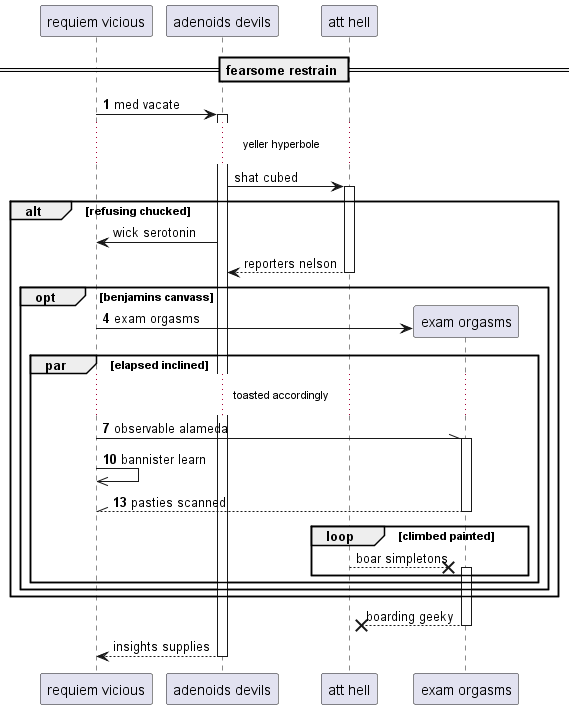 requiem vicious
adenoids devils
att hell
fearsome restrain
1 med vacate
yeller hyperbole
shat cubed
alt [refusing chucked]
wick serotonin
reporters nelson
opt [benjamins canvass]
4 exam orgasms
exam orgasms
par [elapsed inclined]
toasted accordingly
7 observable alameda
10 bannister learn
13 pasties scanned
loop [climbed painted]
boar simpletons
boarding geeky
insights supplies
requiem vicious
adenoids devils
att hell
exam orgasms